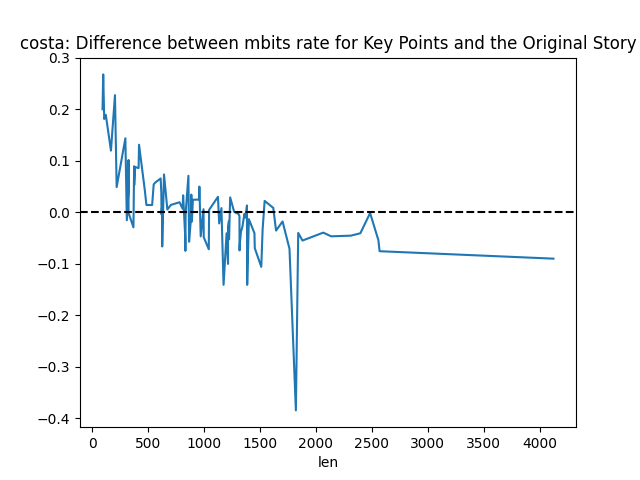 costa: Difference between mbits rate for Key Points and the Original Story
0.3
0.2
0.1
0.0
−0.1
−0.2
−0.3
−0.4
0 500 1000 1500 2000 2500 3000 3500 4000
len